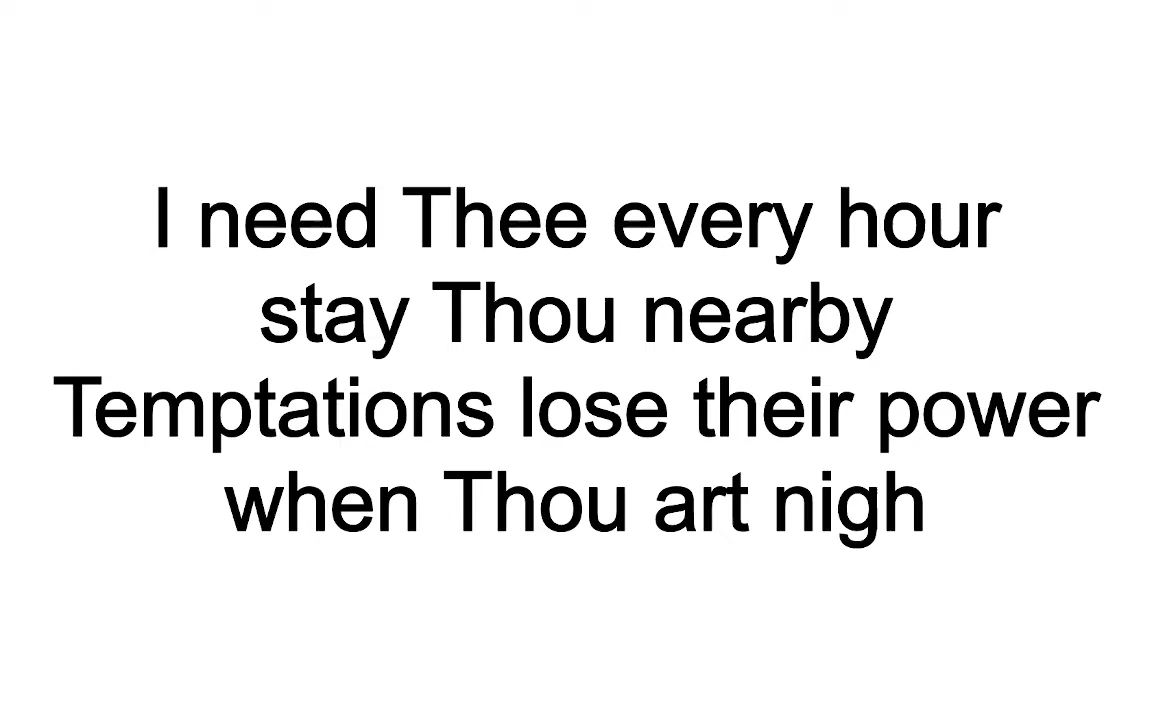 I need Thee every hour
stay Thou nearby
Temptations lose their power
when Thou art nigh